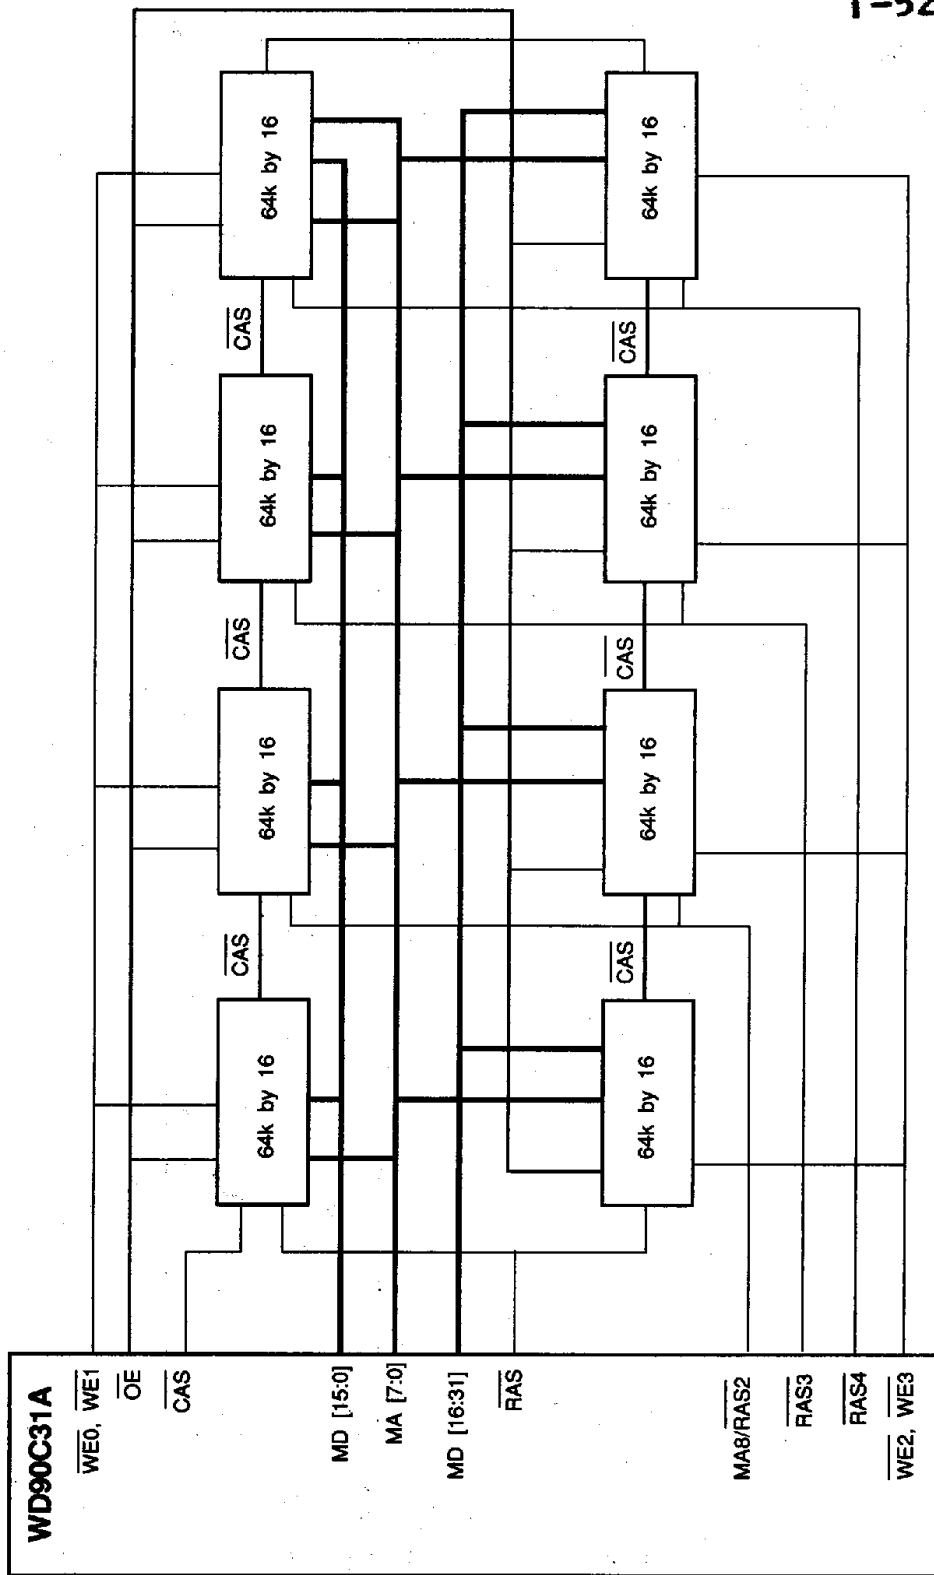 WD90C31A
WE0, WE1
OE
CAS
MD [15:0]
MA [7:0]
MD [16:31]
RAS
MA8/RAS2
RAS3
RAS4
WE2, WE3
64k by 16
CAS
64k by 16
CAS
64k by 16
CAS
64k by 16
64k by 16
CAS
64k by 16
CAS
64k by 16
CAS
64k by 16